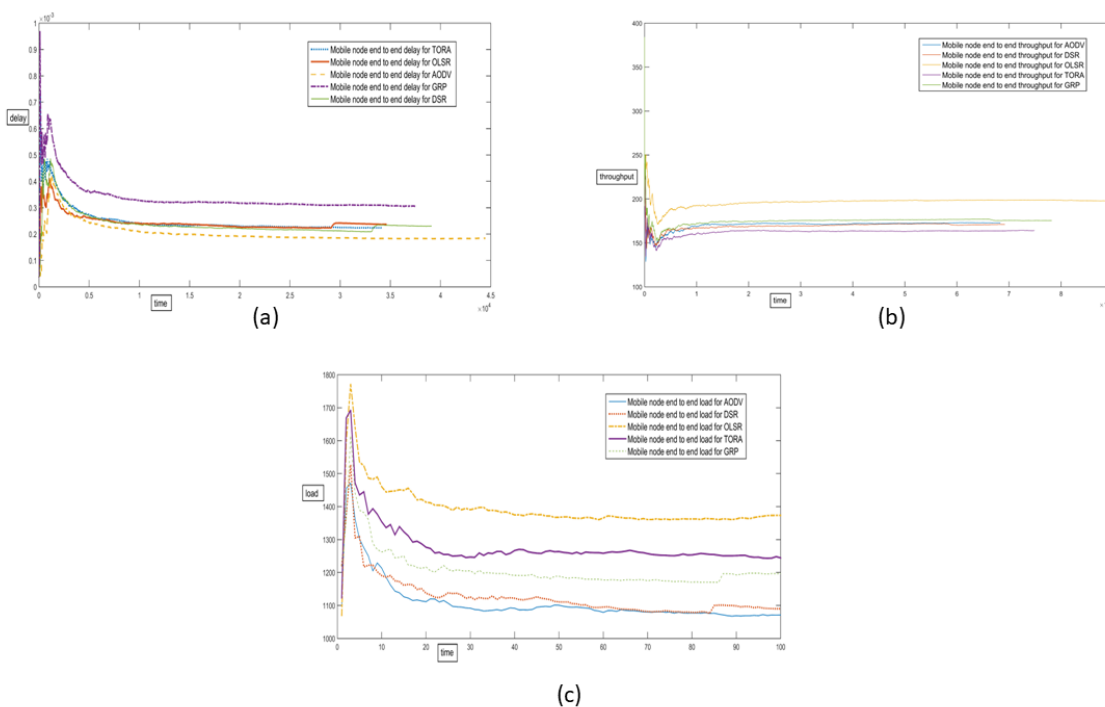 ×10⁻³
1
0.9
0.8
0.7
0.6
0.5
0.4
0.3
0.2
0.1
0
delay
Mobile node end to end delay for TORA
Mobile node end to end delay for OLSR
Mobile node end to end delay for AODV
Mobile node end to end delay for GRP
Mobile node end to end delay for DSR
0 0.5 1 1.5 2 2.5 3 3.5 4 4.5
×10⁴
time
(a)
400
350
300
250
200
150
100
throughput
Mobile node end to end throughput for AODV
Mobile node end to end throughput for DSR
Mobile node end to end throughput for OLSR
Mobile node end to end throughput for TORA
Mobile node end to end throughput for GRP
0 1 2 3 4 5 6 7 8
time
(b)
1800
1700
1600
1500
1400
1300
1200
1100
1000
load
Mobile node end to end load for AODV
Mobile node end to end load for DSR
Mobile node end to end load for OLSR
Mobile node end to end load for TORA
Mobile node end to end load for GRP
0 10 20 30 40 50 60 70 80 90 100
time
(c)